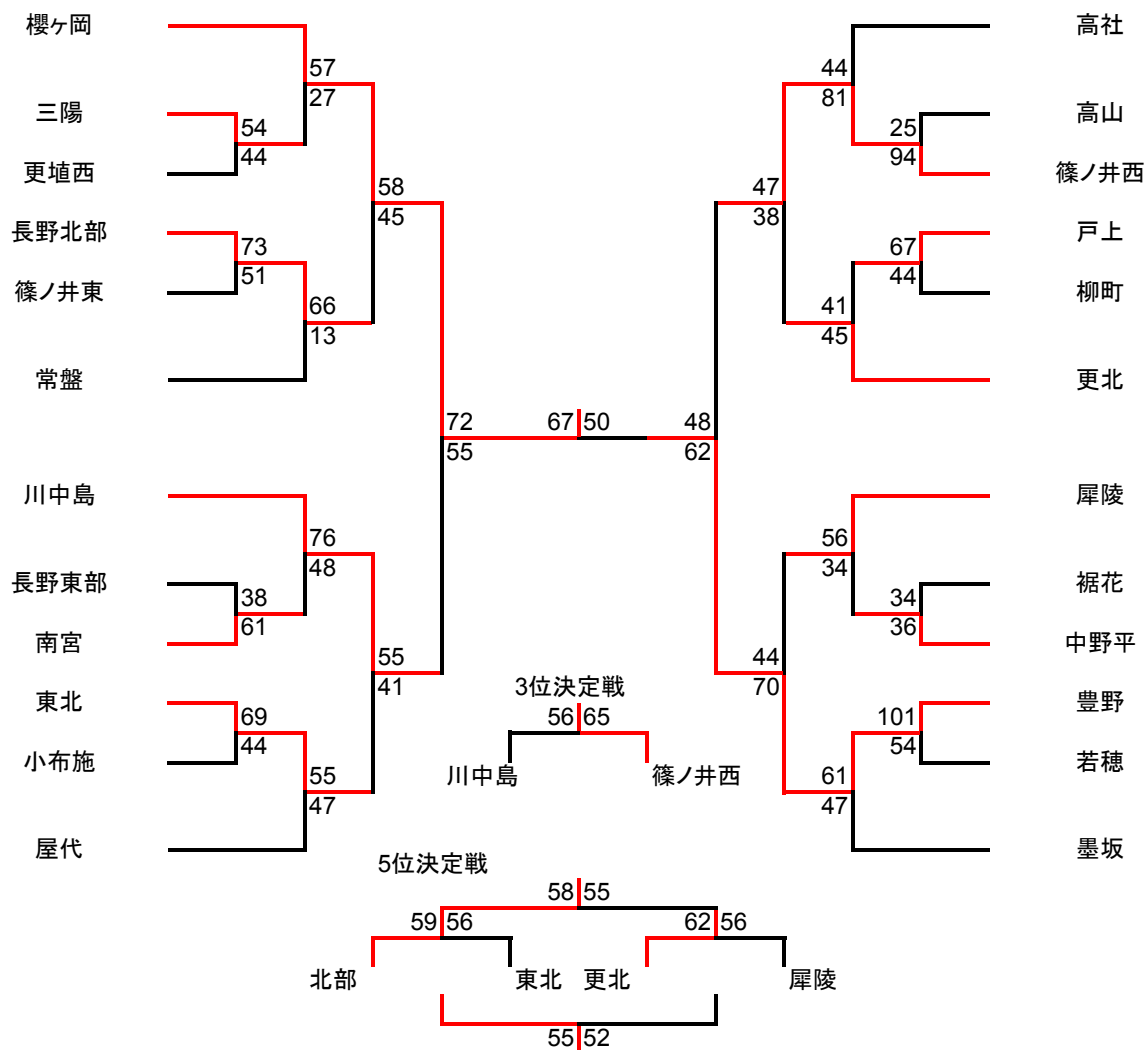 櫻ヶ岡
高社
57
44
27
81
三陽
高山
54
25
44
94
更埴西
篠ノ井西
58
47
45
38
長野北部
戸上
73
67
51
44
篠ノ井東
柳町
66
41
13
45
常盤
更北
72
67 50
48
55
62
川中島
犀陵
76
56
48
34
長野東部
裾花
38
34
61
36
南宮
中野平
55
44
41
70
3位決定戦
東北
豊野
56 65
69
101
44
54
小布施
若穂
川中島
篠ノ井西
55
61
47
47
屋代
墨坂
5位決定戦
58 55
59 56
62 56
北部
東北
更北
犀陵
55 52